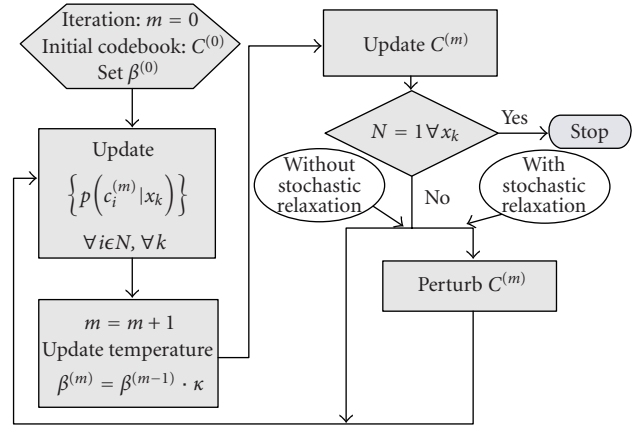 Iteration: m = 0
Initial codebook: C^(0)
Set β^(0)
Update
{p(c_i^(m)|x_k)}
∀iϵN, ∀k
m = m + 1
Update temperature
β^(m) = β^(m−1) · κ
Update C^(m)
N = 1∀x_k
Yes
Stop
Without
stochastic
relaxation
No
With
stochastic
relaxation
Perturb C^(m)